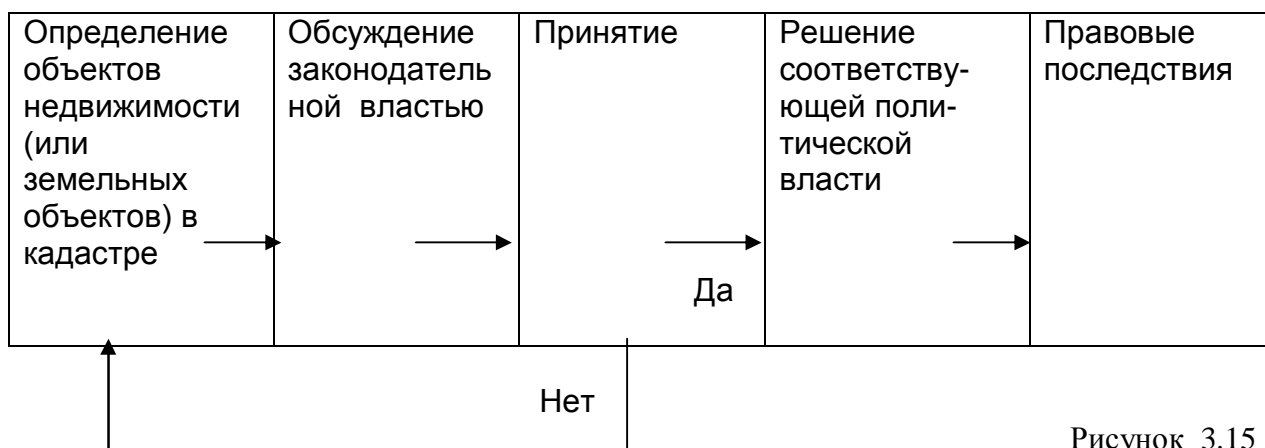 Определение
объектов
недвижимости
(или
земельных
объектов) в
кадастре
Обсуждение
законодатель
ной властью
Принятие
Решение
соответству-
ющей поли-
тической
власти
Правовые
последствия
Да
Нет
Рисунок 3.15